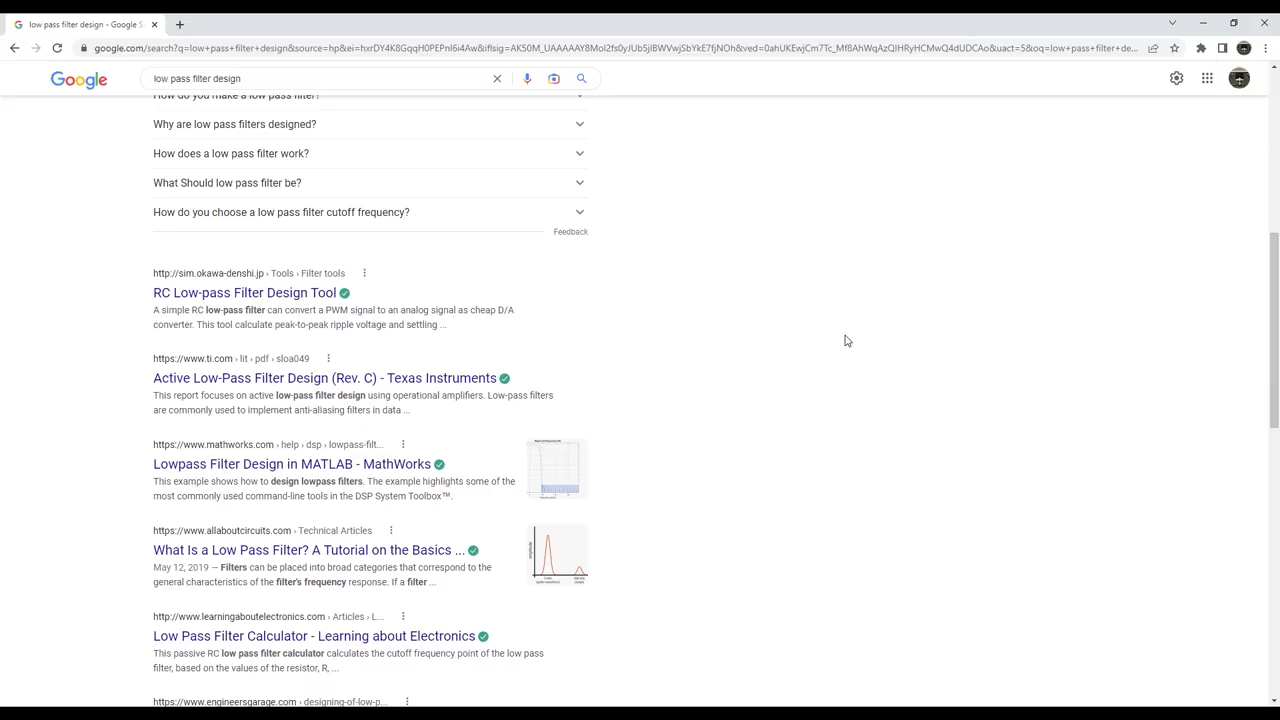 low pass filter design - Google S
google.com/search?q=low+pass+filter+design&source=hp&ei=hxrDY4K8GqqH0PEPnI6i4Aw&iflsig=AK50M_UAAAAAY8Mol2fs0yJUb5jlBWVwjSbYkE7fjNOh&ved=0ahUKEwjCm7Tc_Mf8AhWqAzQIHRyHCMwQ4dUDCAo&uact=5&oq=low+pass+filter+de...
Google
low pass filter design
How do you make a low pass filter?
Why are low pass filters designed?
How does a low pass filter work?
What Should low pass filter be?
How do you choose a low pass filter cutoff frequency?
Feedback
http://sim.okawa-denshi.jp › Tools › Filter tools
RC Low-pass Filter Design Tool
A simple RC low-pass filter can convert a PWM signal to an analog signal as cheap D/A
converter. This tool calculate peak-to-peak ripple voltage and settling ...
https://www.ti.com › lit › pdf › sloa049
Active Low-Pass Filter Design (Rev. C) - Texas Instruments
This report focuses on active low-pass filter design using operational amplifiers. Low-pass filters
are commonly used to implement anti-aliasing filters in data ...
https://www.mathworks.com › help › dsp › lowpass-filt...
Lowpass Filter Design in MATLAB - MathWorks
This example shows how to design lowpass filters. The example highlights some of the
most commonly used command-line tools in the DSP System Toolbox™.
https://www.allaboutcircuits.com › Technical Articles
What Is a Low Pass Filter? A Tutorial on the Basics ...
May 12, 2019 — Filters can be placed into broad categories that correspond to the
general characteristics of the filter's frequency response. If a filter ...
http://www.learningaboutelectronics.com › Articles › L...
Low Pass Filter Calculator - Learning about Electronics
This passive RC low pass filter calculator calculates the cutoff frequency point of the low pass
filter, based on the values of the resistor, R, ...
https://www.engineersgarage.com › designing-of-low-p...